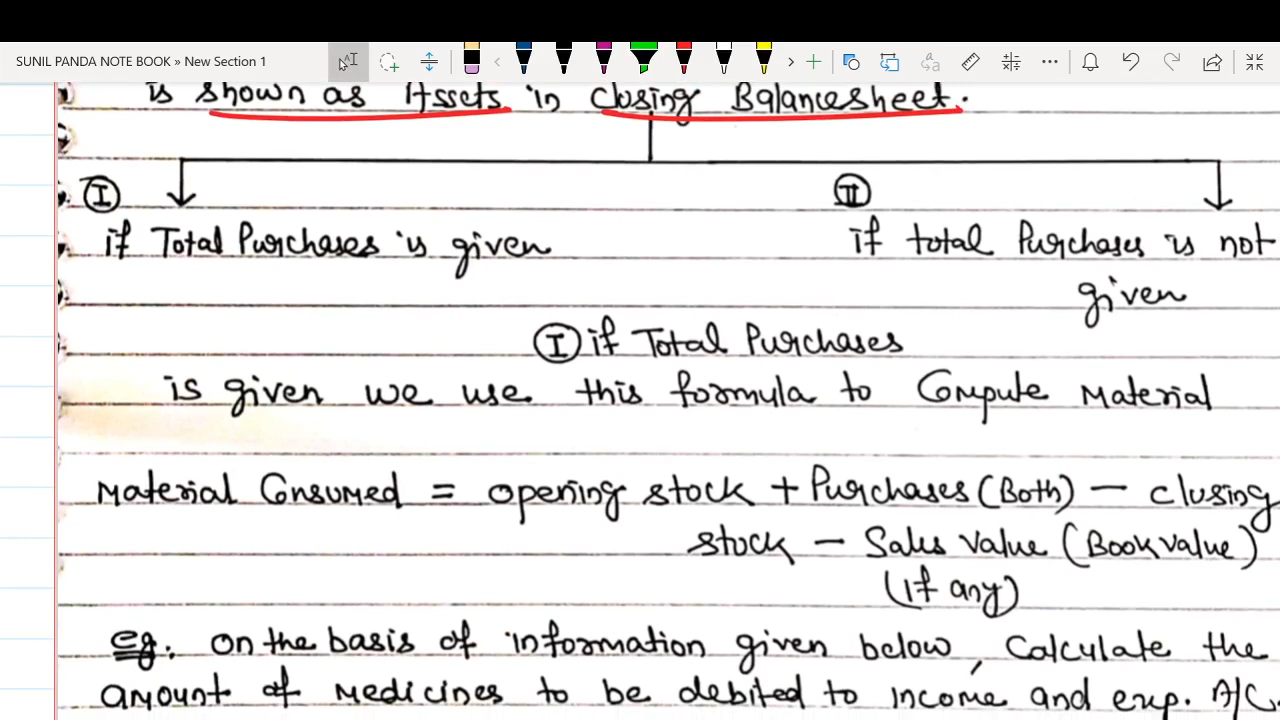 SUNIL PANDA NOTE BOOK » New Section 1
is shown as Assets in closing Balancesheet.
I
II
if Total Purchases is given
if total Purchases is not
given
I if Total Purchases
is given we use this formula to Compute Material
Material Consumed = opening stock + Purchases (Both) – closing
stock – Sales value (Book value)
(if any)
eg. on the basis of information given below, Calculate the
amount of medicines to be debited to income and exp. A/C.